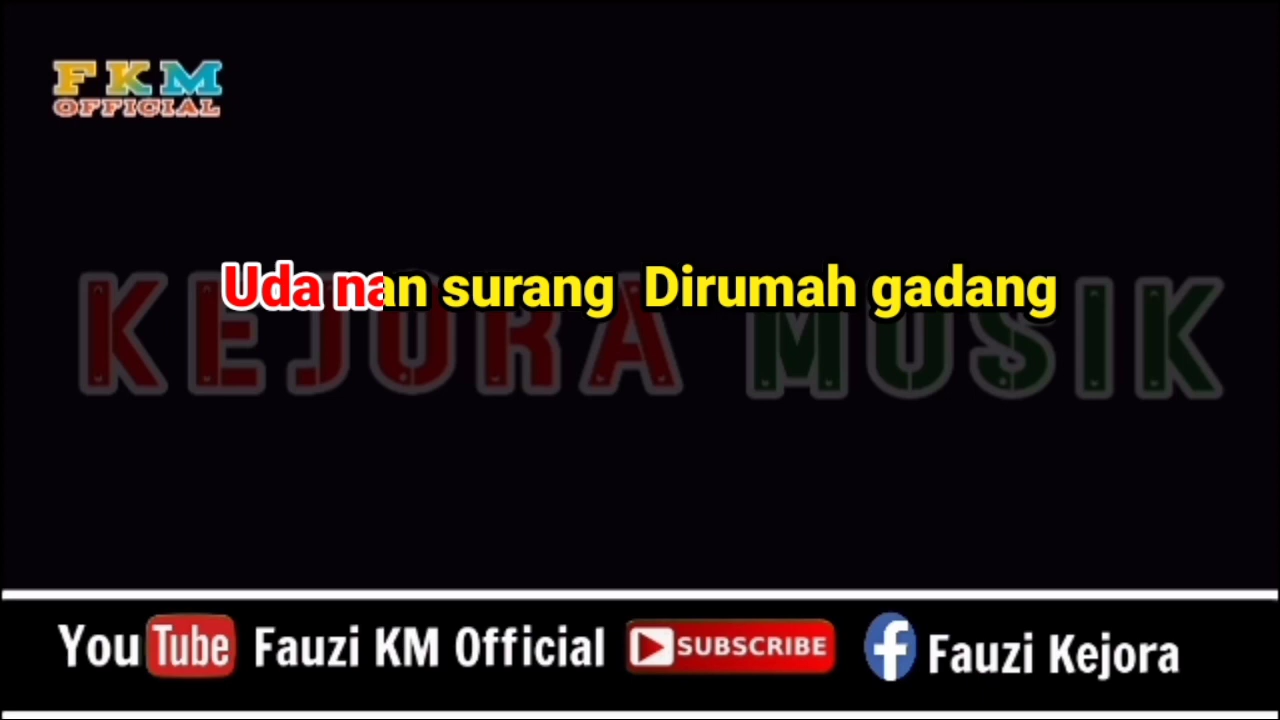 FKM
OFFICIAL
Uda nan surang Dirumah gadang
KEJORA MUSIK
YouTube Fauzi KM Official SUBSCRIBE f Fauzi Kejora